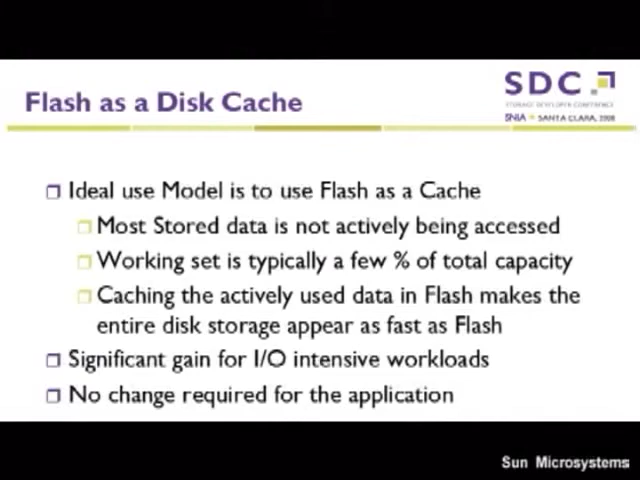 SDC
STORAGE DEVELOPER CONFERENCE
SNIA SANTA CLARA, 2008
Flash as a Disk Cache
Ideal use Model is to use Flash as a Cache
Most Stored data is not actively being accessed
Working set is typically a few % of total capacity
Caching the actively used data in Flash makes the
entire disk storage appear as fast as Flash
Significant gain for I/O intensive workloads
No change required for the application
Sun Microsystems